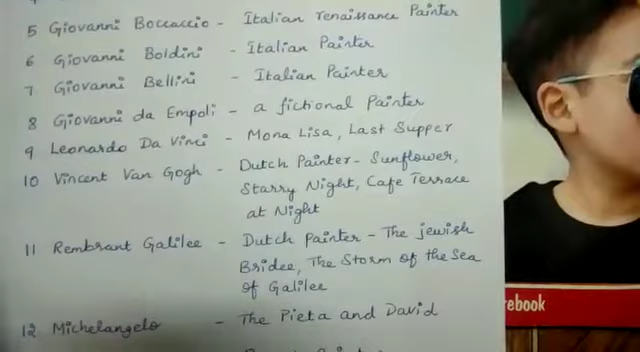 5 Giovanni Boccaccio - Italian renaissance Painter
6 Giovanni Boldini - Italian Painter
7 Giovanni Bellini - Italian Painter
8 Giovanni da Empoli - a fictional Painter
9 Leonardo Da Vinci - Mona Lisa, Last Supper
10 Vincent Van Gogh - Dutch Painter - Sunflower,
Starry Night, Cafe Terrace
at Night
11 Rembrant Galilee - Dutch Painter - The jewish
Bridee, The Storm of the Sea
of Galilee
12 Michelangelo - The Pieta and David
ebook